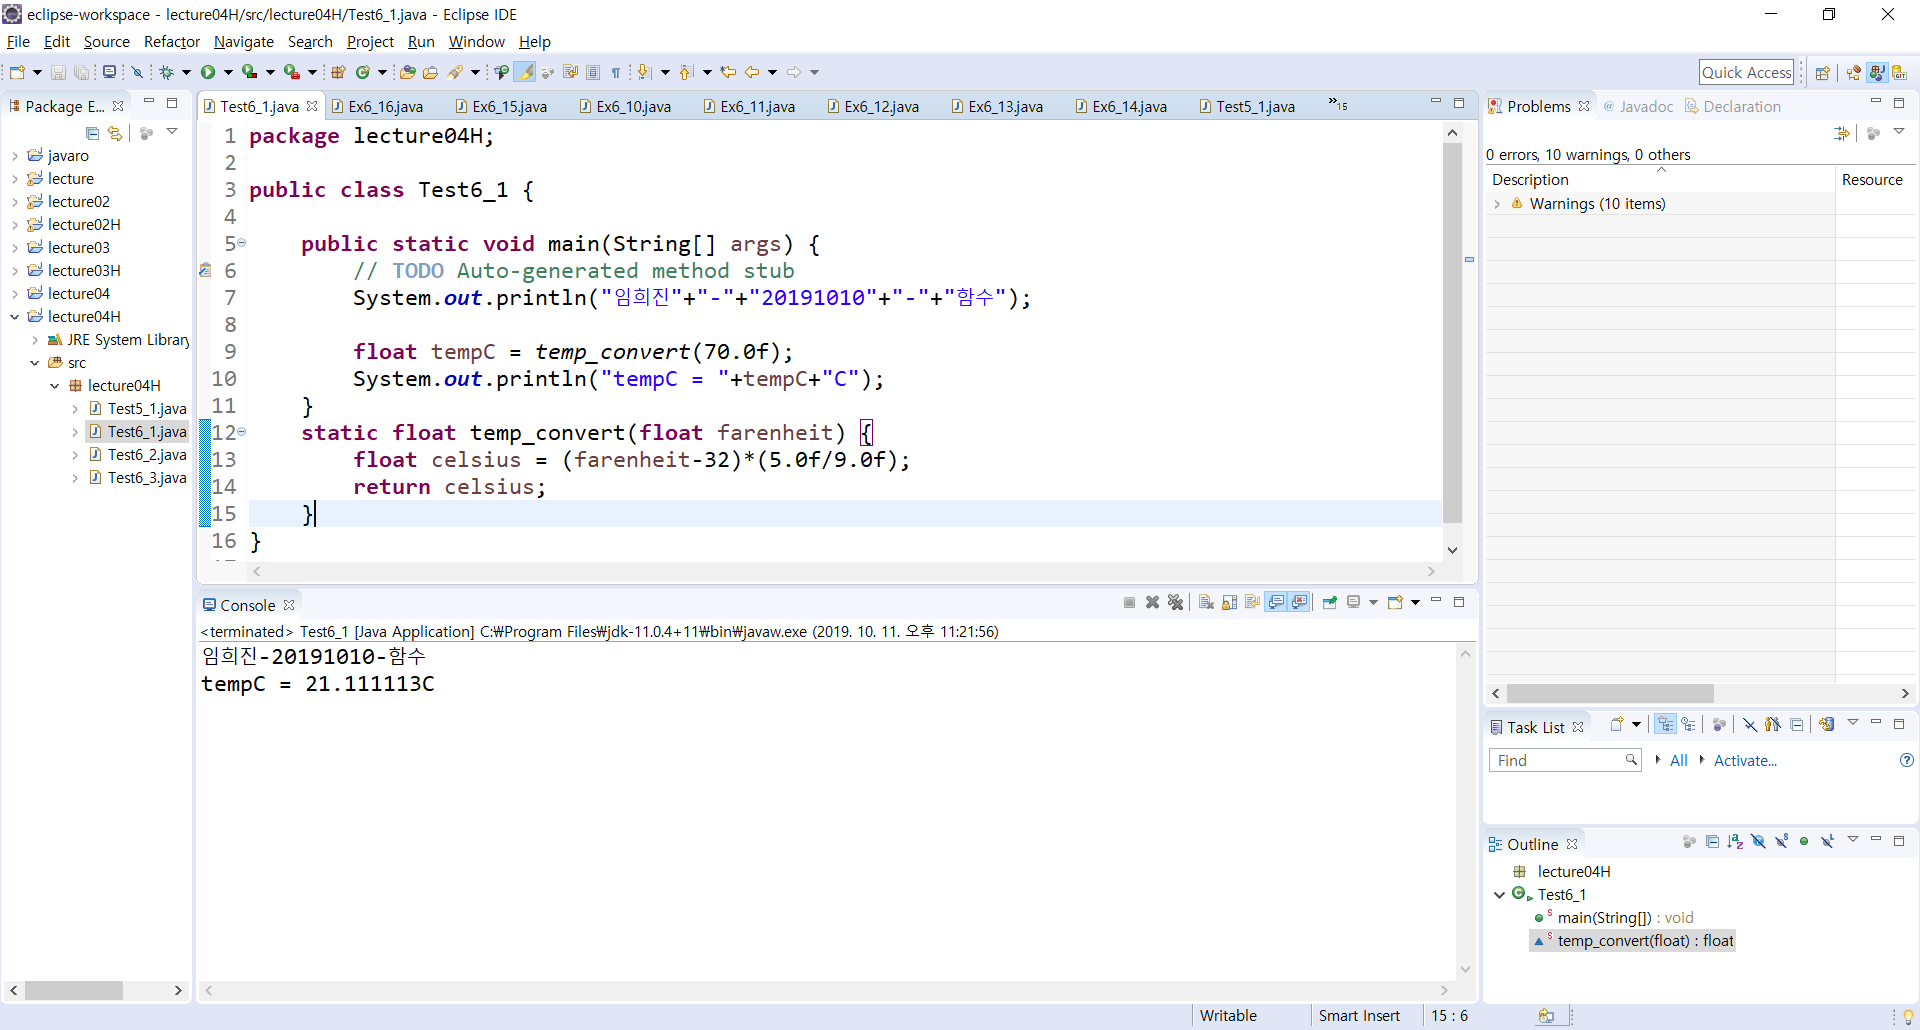 eclipse-workspace - lecture04H/src/lecture04H/Test6_1.java - Eclipse IDE
File Edit Source Refactor Navigate Search Project Run Window Help
Quick Access
Package E...
javaro
lecture
lecture02
lecture02H
lecture03
lecture03H
lecture04
lecture04H
JRE System Library
src
lecture04H
Test5_1.java
Test6_1.java
Test6_2.java
Test6_3.java
Test6_1.java Ex6_16.java Ex6_15.java Ex6_10.java Ex6_11.java Ex6_12.java Ex6_13.java Ex6_14.java Test5_1.java »15
1 package lecture04H;
2
3 public class Test6_1 {
4
5 public static void main(String[] args) {
6 // TODO Auto-generated method stub
7 System.out.println("임희진"+"-"+"20191010"+"-"+"함수");
8
9 float tempC = temp_convert(70.0f);
10 System.out.println("tempC = "+tempC+"C");
11 }
12 static float temp_convert(float farenheit) {
13 float celsius = (farenheit-32)*(5.0f/9.0f);
14 return celsius;
15 }
16 }
Console
<terminated> Test6_1 [Java Application] C:₩Program Files₩jdk-11.0.4+11₩bin₩javaw.exe (2019. 10. 11. 오후 11:21:56)
임희진-20191010-함수
tempC = 21.111113C
Problems @ Javadoc Declaration
0 errors, 10 warnings, 0 others
Description Resource
Warnings (10 items)
Task List
Find All Activate...
Outline
lecture04H
Test6_1
main(String[]) : void
temp_convert(float) : float
Writable Smart Insert 15 : 6